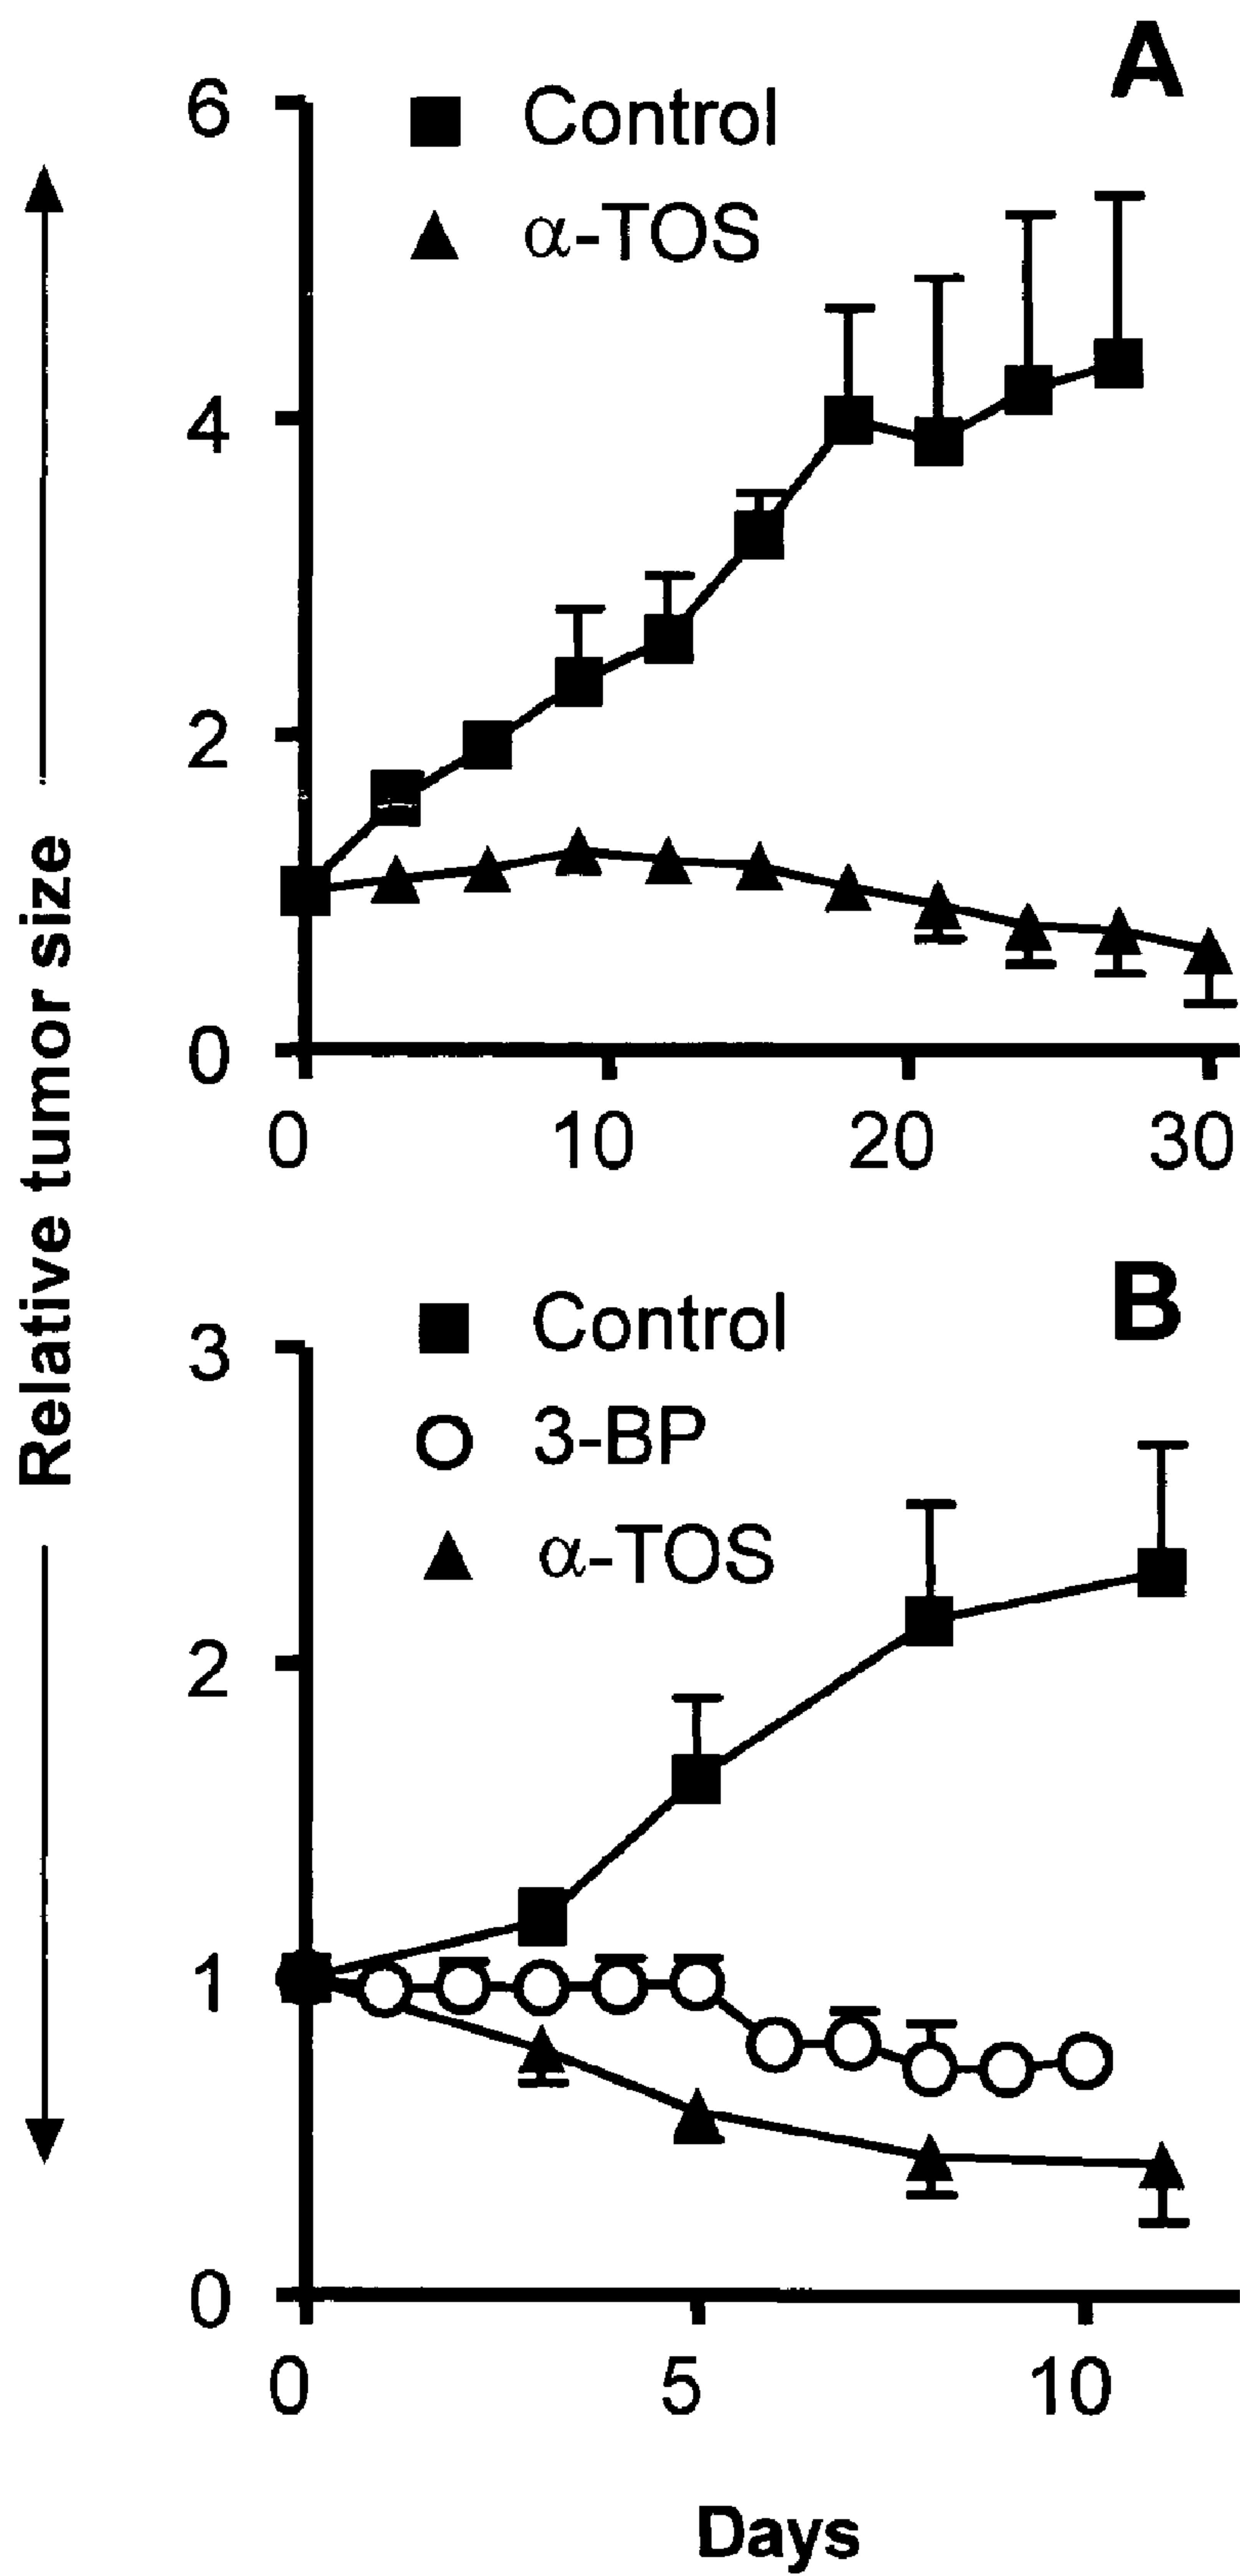 A
6
Control
α-TOS
4
2
0
0 10 20 30
Relative tumor size
B
3
Control
3-BP
α-TOS
2
1
0
0 5 10
Days